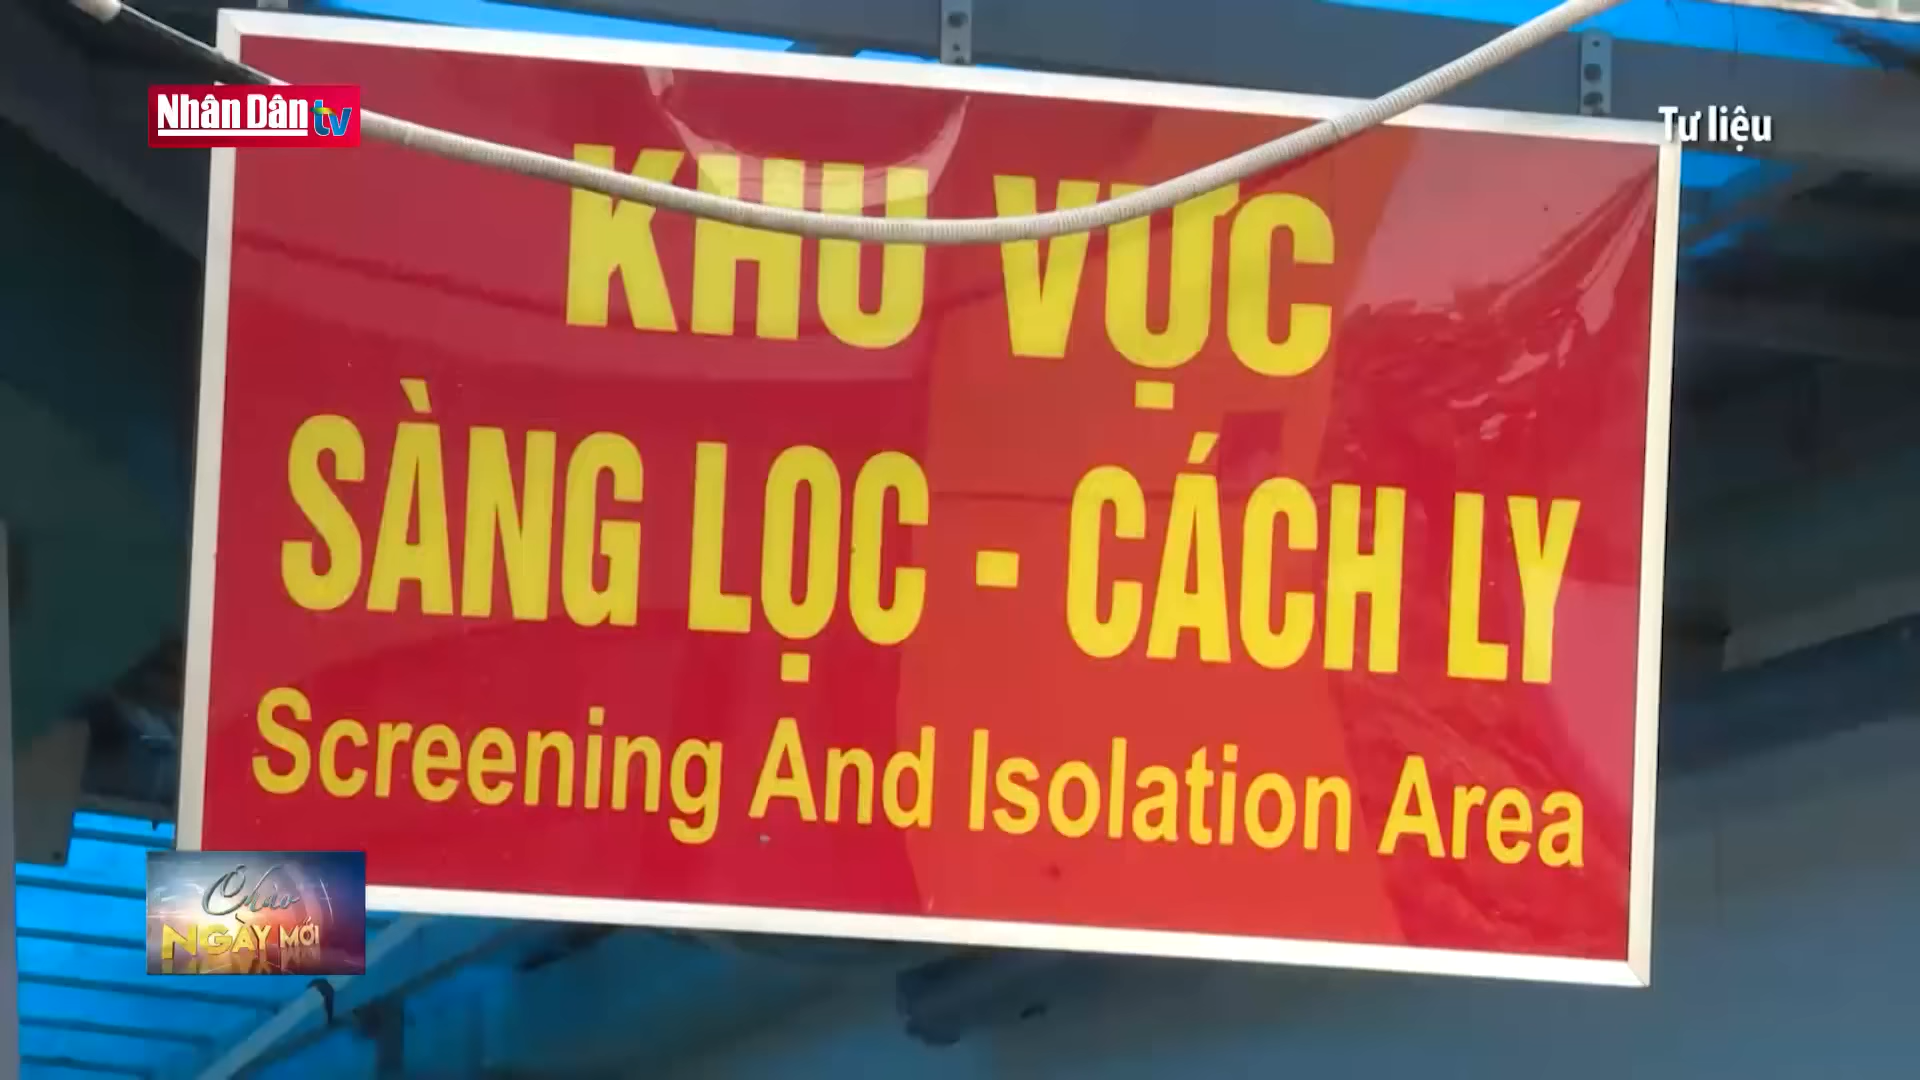 Nhân Dân tv
Tư liệu
KHU VỰC
SÀNG LỌC - CÁCH LY
Screening And Isolation Area
Chào
NGÀY MỚI